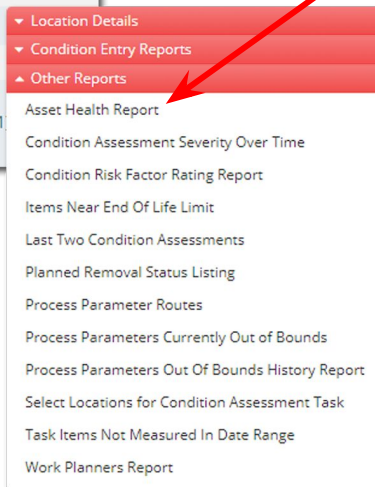 Location Details
Condition Entry Reports
Other Reports
Asset Health Report
Condition Assessment Severity Over Time
Condition Risk Factor Rating Report
Items Near End Of Life Limit
Last Two Condition Assessments
Planned Removal Status Listing
Process Parameter Routes
Process Parameters Currently Out of Bounds
Process Parameters Out Of Bounds History Report
Select Locations for Condition Assessment Task
Task Items Not Measured In Date Range
Work Planners Report